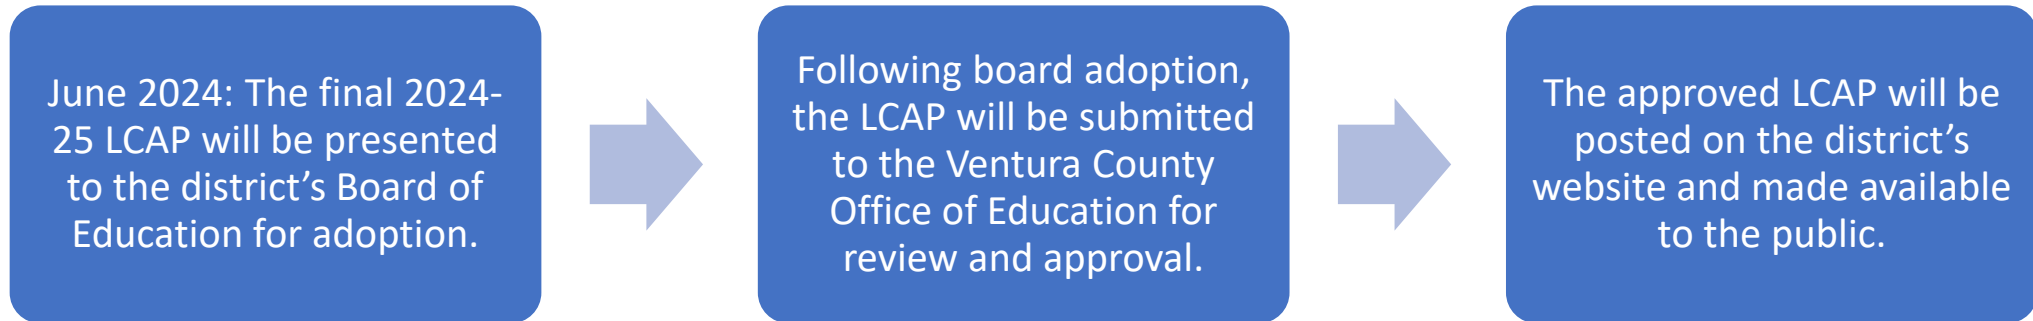 June 2024: The final 2024-
25 LCAP will be presented
to the district’s Board of
Education for adoption.
Following board adoption,
the LCAP will be submitted
to the Ventura County
Office of Education for
review and approval.
The approved LCAP will be
posted on the district’s
website and made available
to the public.